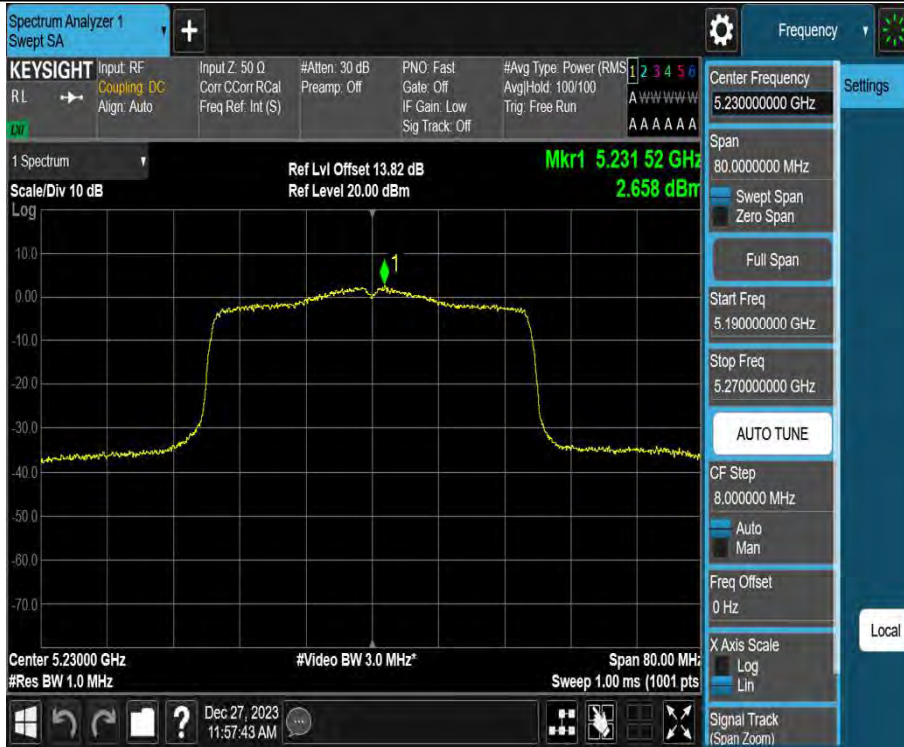 Spectrum Analyzer 1
Swept SA
+
Frequency
KEYSIGHT
RL
LXI
Input: RF
Coupling: DC
Align: Auto
Input Z: 50 Ω
Corr CCorr RCal
Freq Ref: Int (S)
#Atten: 30 dB
Preamp: Off
PNO: Fast
Gate: Off
IF Gain: Low
Sig Track: Off
#Avg Type: Power (RMS
Avg|Hold: 100/100
Trig: Free Run
1 2 3 4 5 6
A W W W W W
A A A A A A
1 Spectrum
Scale/Div 10 dB
Log
Ref Lvl Offset 13.82 dB
Ref Level 20.00 dBm
Mkr1 5.231 52 GHz
2.658 dBm
1
10.0
0.00
-10.0
-20.0
-30.0
-40.0
-50.0
-60.0
-70.0
Center 5.23000 GHz
#Res BW 1.0 MHz
#Video BW 3.0 MHz*
Span 80.00 MHz
Sweep 1.00 ms (1001 pts
?
Dec 27, 2023
11:57:43 AM
Center Frequency
5.230000000 GHz
Settings
Span
80.0000000 MHz
Swept Span
Zero Span
Full Span
Start Freq
5.190000000 GHz
Stop Freq
5.270000000 GHz
AUTO TUNE
CF Step
8.000000 MHz
Auto
Man
Freq Offset
0 Hz
Local
X Axis Scale
Log
Lin
Signal Track
(Span Zoom)